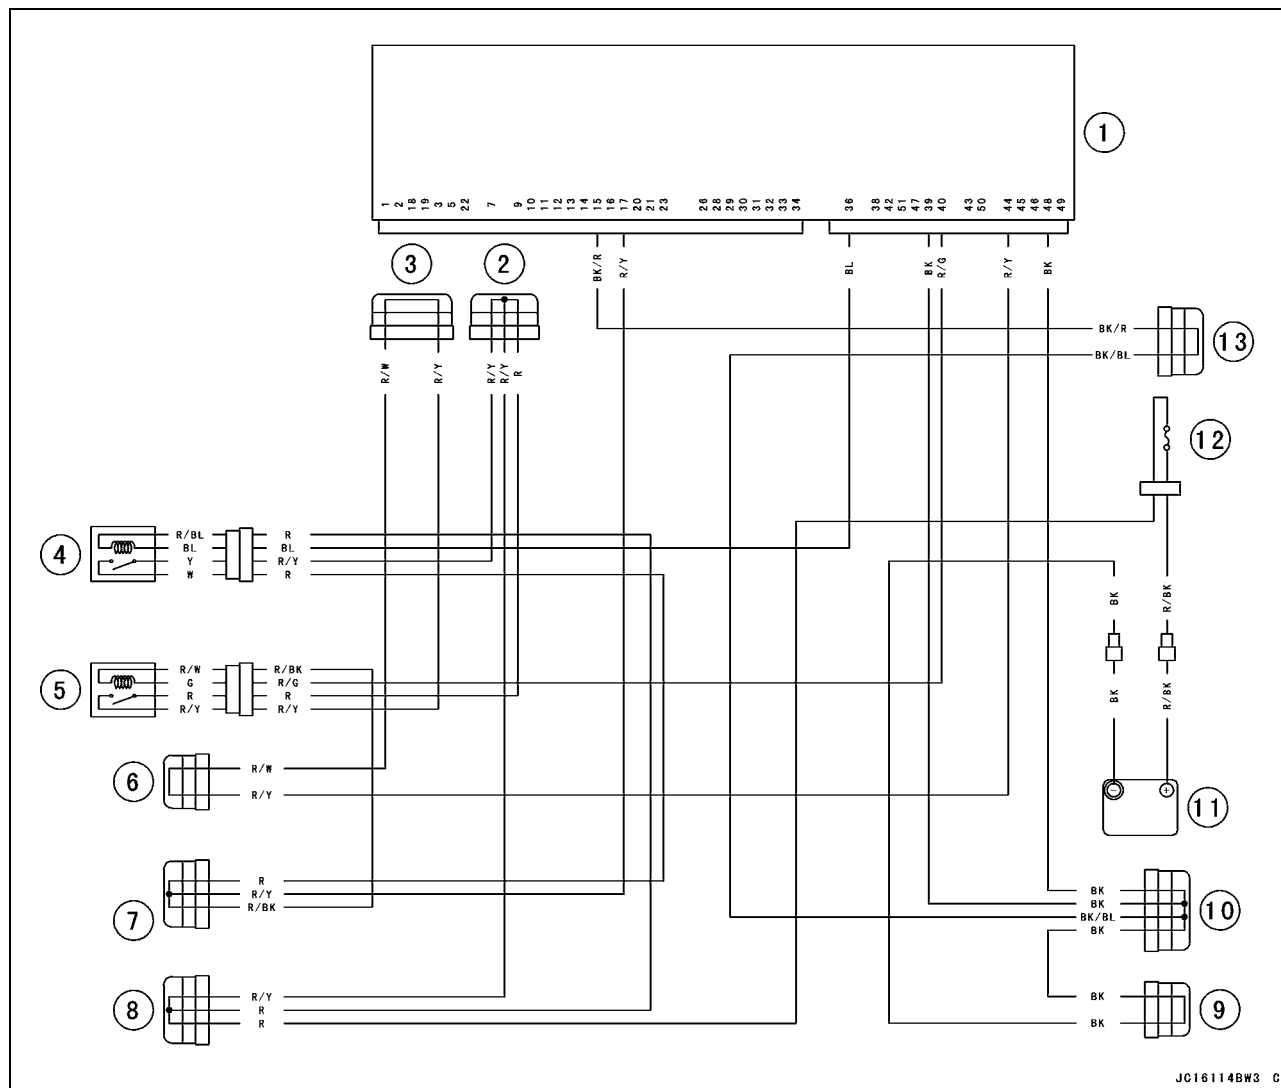 1
1 2 18 19 3 5 22 7 9 10 11 12 13 14 15 16 17 20 21 23 26 28 29 30 31 32 33 34 36 38 42 51 47 39 40 43 50 44 45 46 48 49
3
2
BK/R
R/Y
BL
BK
R/G
R/Y
BK
BK/R
BK/BL
13
R/W
R/Y
R/Y
R/Y
R
12
4
R/BL
BL
Y
W
R
BL
R/Y
R
BK
R/BK
5
R/W
G
R
R/Y
R/BK
R/G
R
R/Y
BK
R/BK
6
R/W
R/Y
−
+
11
7
R
R/Y
R/BK
BK
BK
BK/BL
BK
10
8
R/Y
R
R
BK
BK
9
JC16114BW3 C